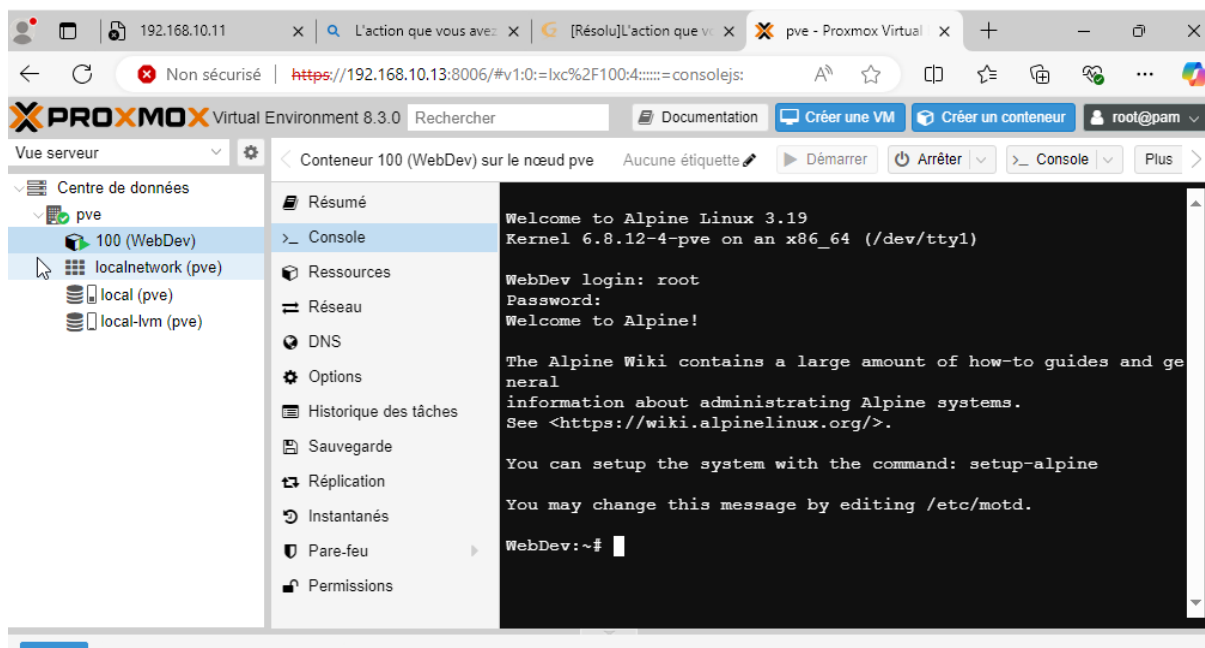 192.168.10.11
L'action que vous avez
[Résolu]L'action que vo
pve - Proxmox Virtual
Non sécurisé
https://192.168.10.13:8006/#v1:0:=lxc%2F100:4::::::=consolejs:
PROXMOX Virtual Environment 8.3.0
Rechercher
Documentation
Créer une VM
Créer un conteneur
root@pam
Vue serveur
Conteneur 100 (WebDev) sur le nœud pve
Aucune étiquette
Démarrer
Arrêter
>_ Console
Plus
Centre de données
pve
100 (WebDev)
localnetwork (pve)
local (pve)
local-lvm (pve)
Résumé
>_ Console
Ressources
Réseau
DNS
Options
Historique des tâches
Sauvegarde
Réplication
Instantanés
Pare-feu
Permissions
Welcome to Alpine Linux 3.19
Kernel 6.8.12-4-pve on an x86_64 (/dev/tty1)
WebDev login: root
Password:
Welcome to Alpine!
The Alpine Wiki contains a large amount of how-to guides and ge
neral
information about administrating Alpine systems.
See <https://wiki.alpinelinux.org/>.
You can setup the system with the command: setup-alpine
You may change this message by editing /etc/motd.
WebDev:~#